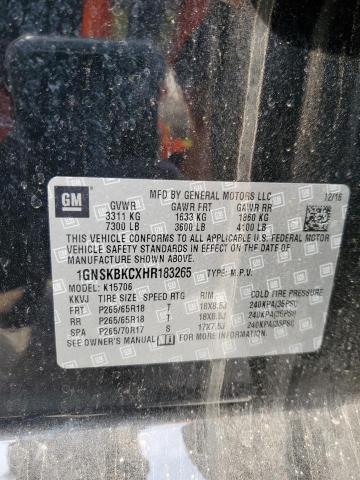 GM
MFD BY GENERAL MOTORS LLC 12/16
GVWR GAWR FRT GAWR RR
3311 KG 1633 KG 1860 KG
7300 LB 3600 LB 4100 LB
THIS VEHICLE CONFORMS TO ALL APPLICABLE U.S. FEDERAL MOTOR
VEHICLE SAFETY STANDARDS IN EFFECT ON THE DATE OF
MANUFACTURE SHOWN ABOVE.
1GNSKBKCXHR183265 TYPE: M.P.V.
MODEL: K15706
KKVJ TIRE SIZE SPEED RTG RIM COLD TIRE PRESSURE
FRT P265/65R18 T 18X8.5J 240KPA(35PSI)
RR P265/65R18 T 18X8.5J 240KPA(35PSI)
SPA P265/70R17 17X7.5J 240KPA(35PSI)
SEE OWNER'S MANUAL FOR ADDITIONAL INFORMATION.